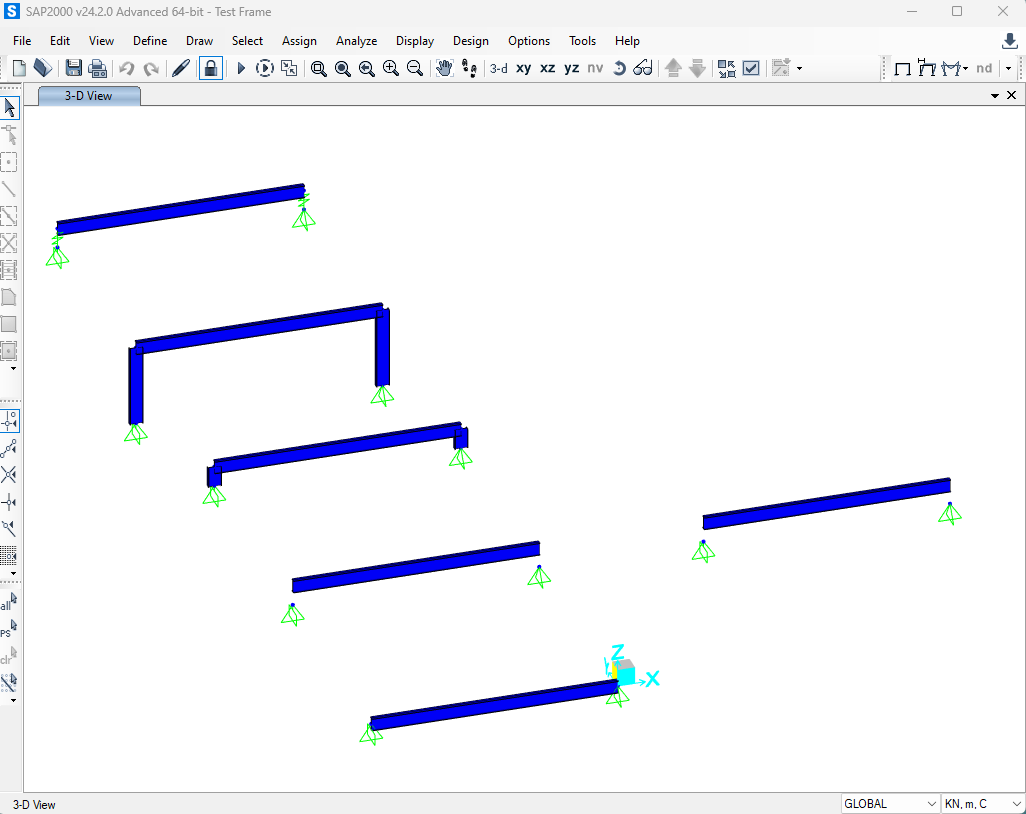 S SAP2000 v24.2.0 Advanced 64-bit - Test Frame
File Edit View Define Draw Select Assign Analyze Display Design Options Tools Help
3-d xy xz yz nv nd
3-D View
all
PS
clr
Z
X
3-D View GLOBAL KN, m, C